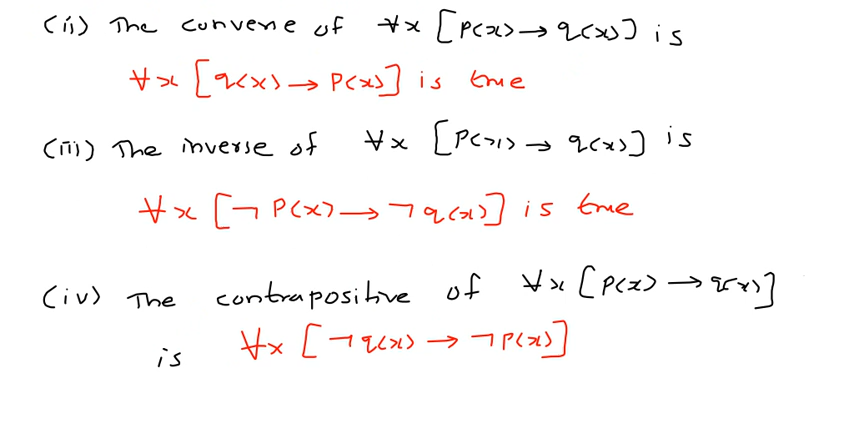 (ii) The converse of ∀x [P(x) → q(x)] is
∀x [q(x) → P(x)] is true
(iii) The inverse of ∀x [P(x) → q(x)] is
∀x [¬P(x) → ¬q(x)] is true
(iv) The contrapositive of ∀x [P(x) → q(x)]
is ∀x [¬q(x) → ¬P(x)]